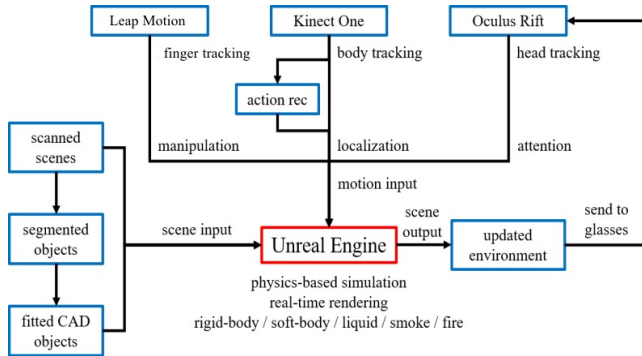 Leap Motion
Kinect One
Oculus Rift
finger tracking
body tracking
head tracking
action rec
manipulation
localization
attention
motion input
scanned
scenes
segmented
objects
fitted CAD
objects
scene input
Unreal Engine
scene
output
updated
environment
send to
glasses
physics-based simulation
real-time rendering
rigid-body / soft-body / liquid / smoke / fire